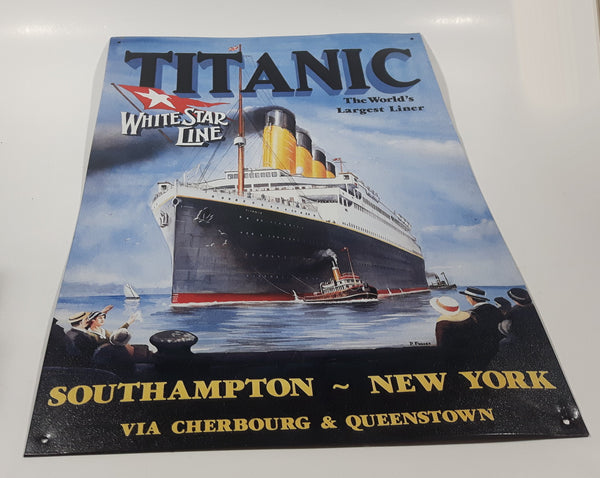 TITANIC
The World's
Largest Liner
WHITE STAR
LINE
SOUTHAMPTON ~ NEW YORK
VIA CHERBOURG & QUEENSTOWN